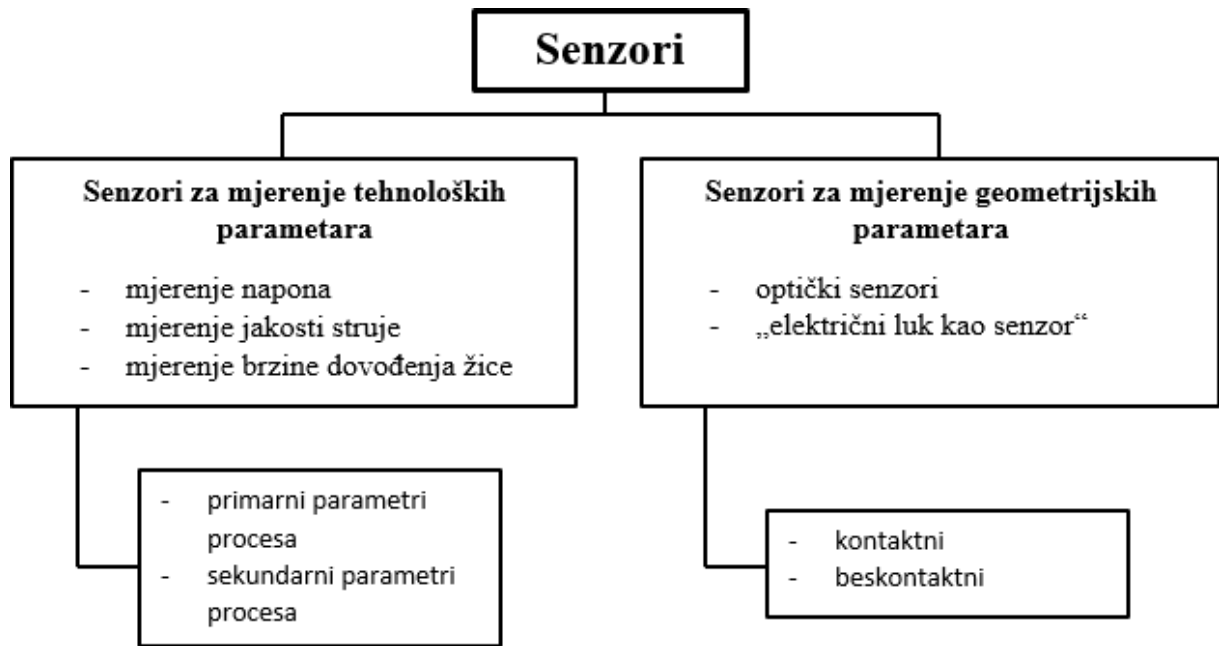 Senzori
Senzori za mjerenje tehnoloških
parametara
- mjerenje napona
- mjerenje jakosti struje
- mjerenje brzine dovođenja žice
Senzori za mjerenje geometrijskih
parametara
- optički senzori
- „električni luk kao senzor“
- primarni parametri
procesa
- sekundarni parametri
procesa
- kontaktni
- beskontaktni